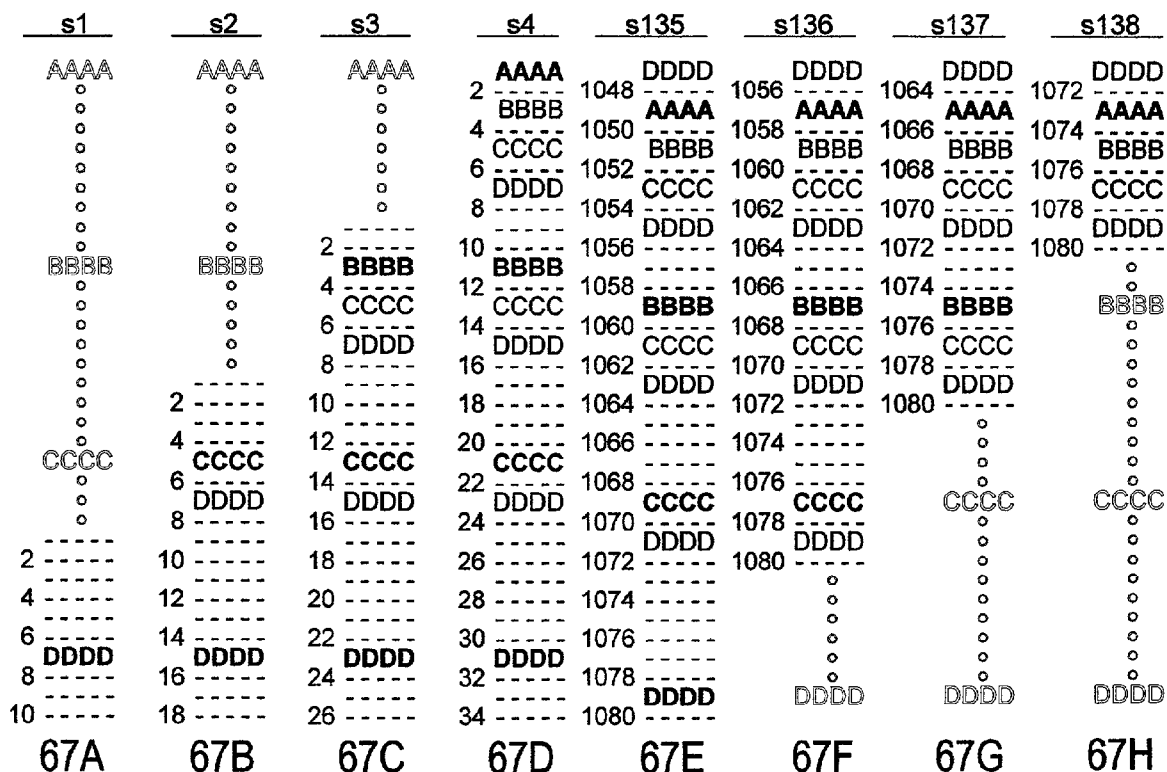 s1
AAAA
BBBB
CCCC
2
4
6
DDDD
8
10
67A
s2
AAAA
BBBB
2
4
CCCC
6
DDDD
8
10
12
14
DDDD
16
18
67B
s3
AAAA
2
BBBB
4
CCCC
6
DDDD
8
10
12
CCCC
14
DDDD
16
18
20
22
DDDD
24
26
67C
s4
AAAA
2
BBBB
4
CCCC
6
DDDD
8
10
BBBB
12
CCCC
14
DDDD
16
18
20
CCCC
22
DDDD
24
26
28
30
DDDD
32
34
67D
s135
DDDD
1048
AAAA
1050
BBBB
1052
CCCC
1054
DDDD
1056
1058
BBBB
1060
CCCC
1062
DDDD
1064
1066
1068
CCCC
1070
DDDD
1072
1074
1076
1078
DDDD
1080
67E
s136
DDDD
1056
AAAA
1058
BBBB
1060
CCCC
1062
DDDD
1064
1066
BBBB
1068
CCCC
1070
DDDD
1072
1074
1076
CCCC
1078
DDDD
1080
DDDD
67F
s137
DDDD
1064
AAAA
1066
BBBB
1068
CCCC
1070
DDDD
1072
1074
BBBB
1076
CCCC
1078
DDDD
1080
CCCC
DDDD
67G
s138
DDDD
1072
AAAA
1074
BBBB
1076
CCCC
1078
DDDD
1080
BBBB
CCCC
DDDD
67H